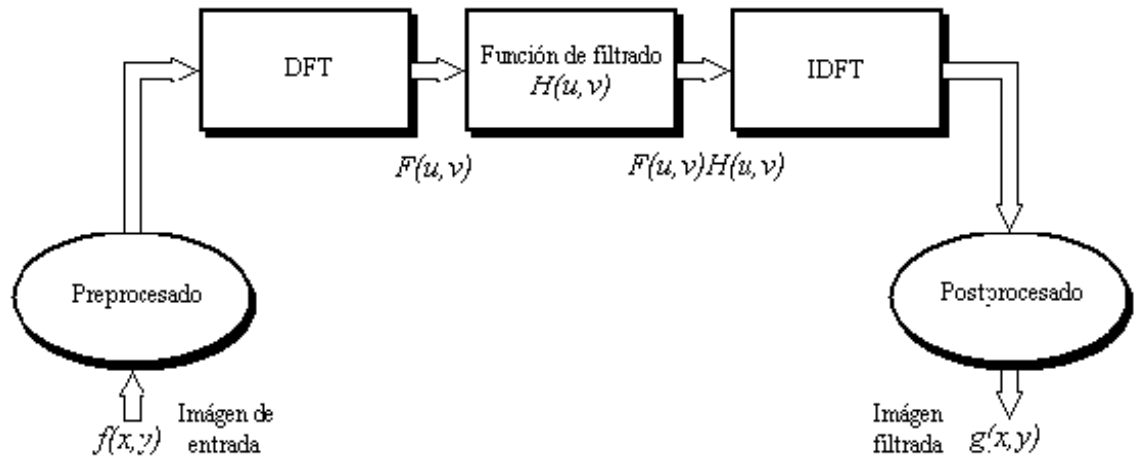 DFT
Función de filtrado
H(u,v)
IDFT
F(u,v)
F(u,v)H(u,v)
Preprocesado
Postprocesado
f(x,y)
Imágen de
entrada
Imágen
filtrada
g(x,y)